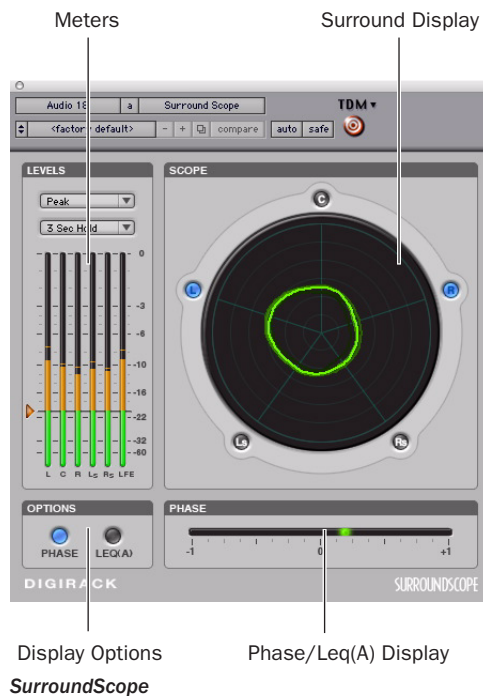 Meters
Surround Display
Audio 18 a Surround Scope TDM
<factory default> - + compare auto safe
LEVELS
SCOPE
Peak
3 Sec Hold
C
L
R
Ls
Rs
0
-3
-6
-10
-16
-22
-32
-60
L C R Ls Rs LFE
OPTIONS
PHASE LEQ(A)
PHASE
-1 0 +1
DIGIRACK
SURROUNDSCOPE
Display Options
Phase/Leq(A) Display
SurroundScope